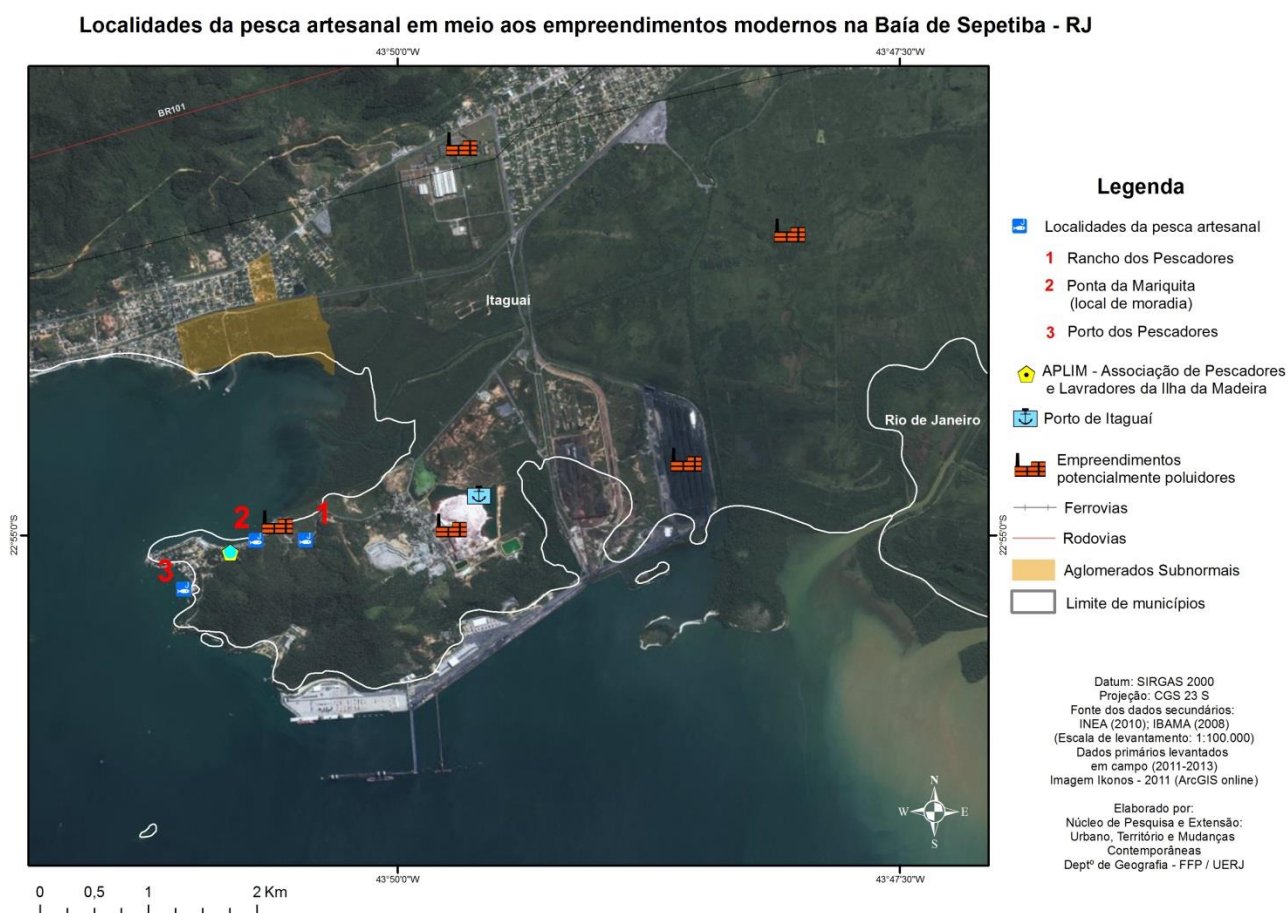 Localidades da pesca artesanal em meio aos empreendimentos modernos na Baía de Sepetiba - RJ
43°50'0"W
43°47'30"W
BR101
Itaguaí
Rio de Janeiro
2
1
3
22°55'0"S
22°55'0"S
43°50'0"W
43°47'30"W
0 0,5 1 2 Km
N
W E
S
Legenda
Localidades da pesca artesanal
1 Rancho dos Pescadores
2 Ponta da Mariquita
(local de moradia)
3 Porto dos Pescadores
APLIM - Associação de Pescadores
e Lavradores da Ilha da Madeira
Porto de Itaguaí
Empreendimentos
potencialmente poluidores
Ferrovias
Rodovias
Aglomerados Subnormais
Limite de municípios
Datum: SIRGAS 2000
Projeção: CGS 23 S
Fonte dos dados secundários:
INEA (2010); IBAMA (2008)
(Escala de levantamento: 1:100.000)
Dados primários levantados
em campo (2011-2013)
Imagem Ikonos - 2011 (ArcGIS online)
Elaborado por:
Núcleo de Pesquisa e Extensão:
Urbano, Território e Mudanças
Contemporâneas
Deptº de Geografia - FFP / UERJ